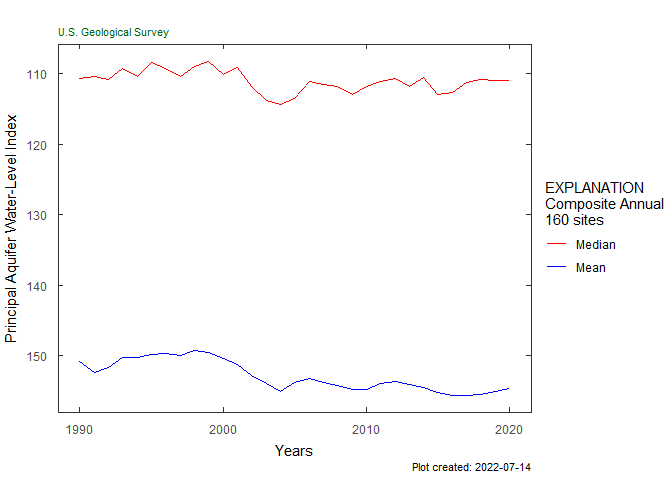 U.S. Geological Survey
Principal Aquifer Water-Level Index
110
120
130
140
150
1990
2000
2010
2020
Years
EXPLANATION
Composite Annual
160 sites
Median
Mean
Plot created: 2022-07-14